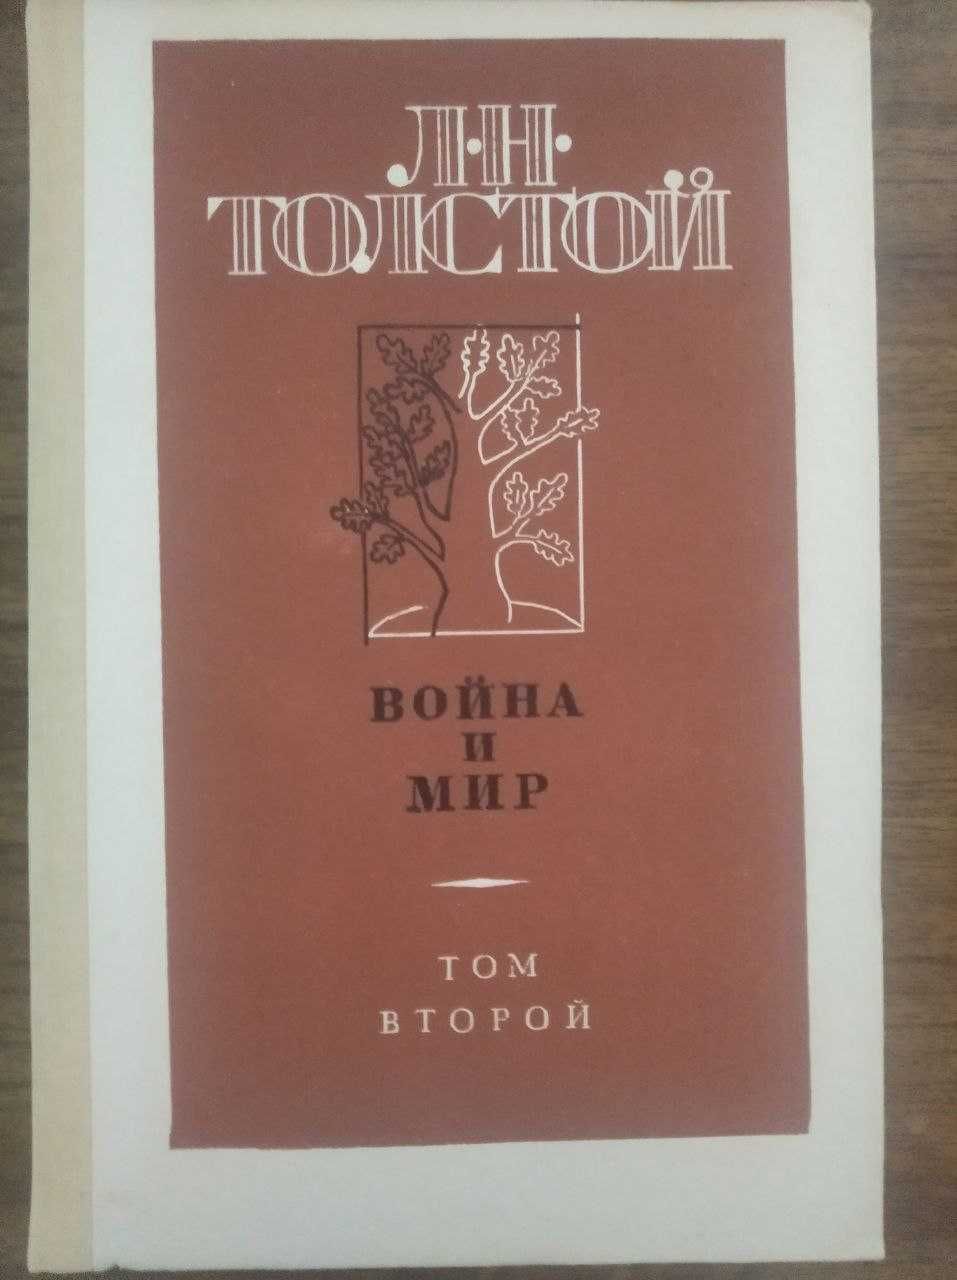 Л·Н·
ТОЛСТОЙ
ВОЙНА
И
МИР
ТОМ
ВТОРОЙ